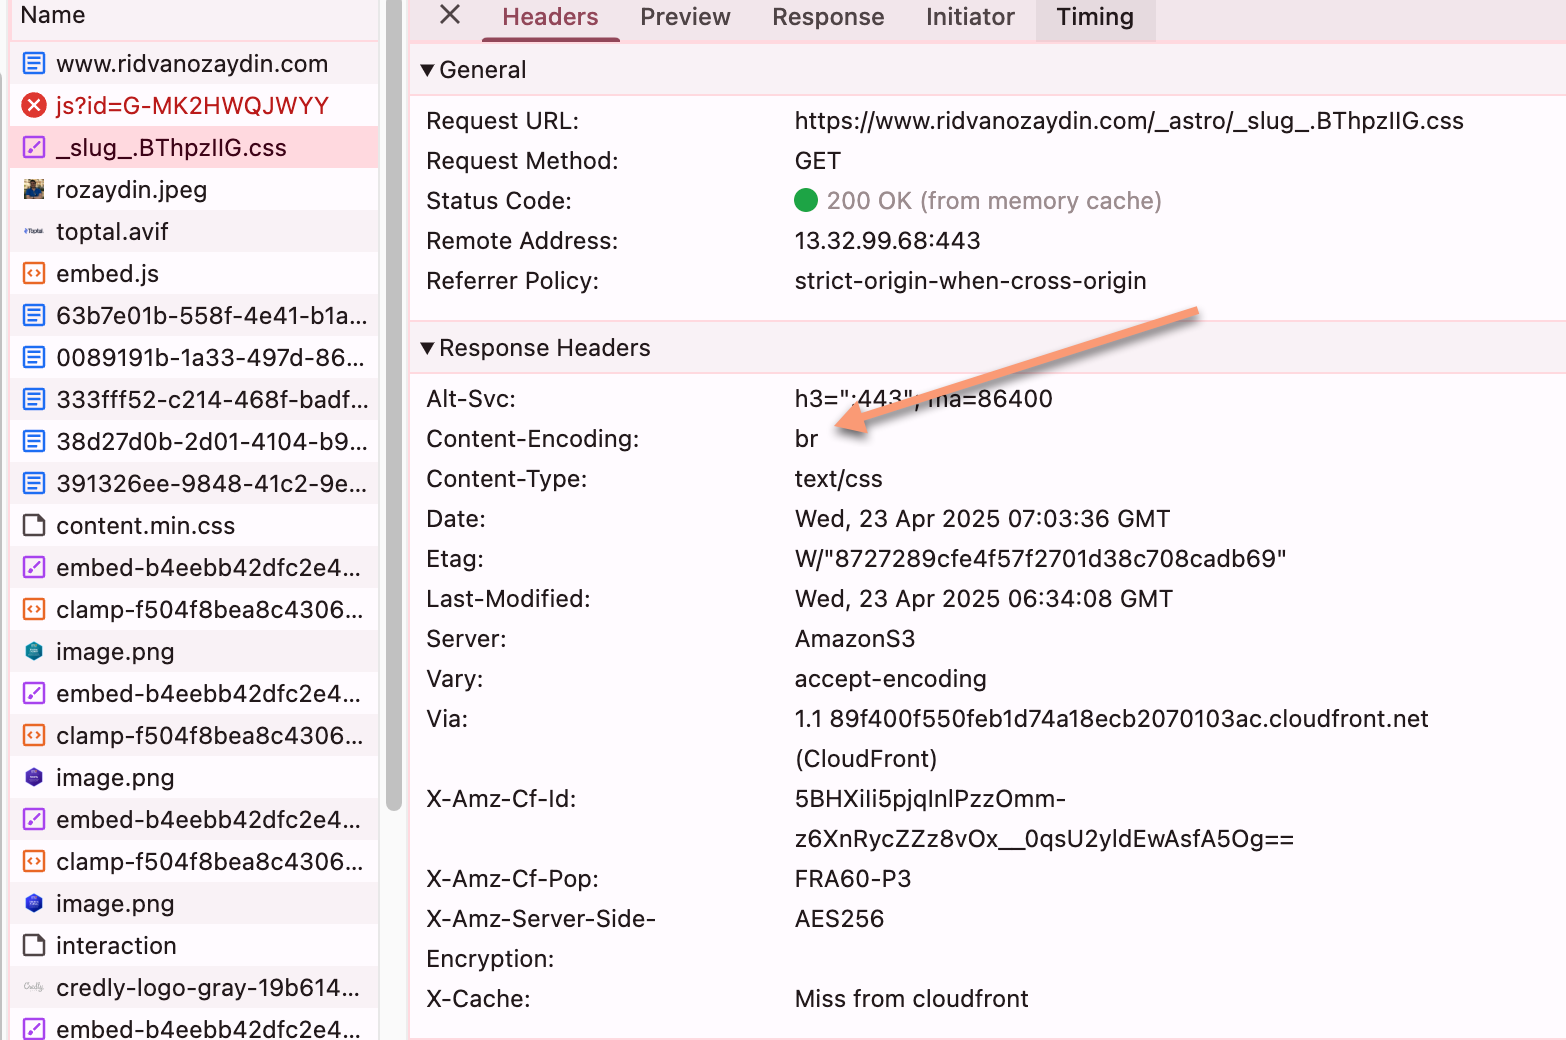 Name
www.ridvanozaydin.com
js?id=G-MK2HWQJWYY
_slug_.BThpzIIG.css
rozaydin.jpeg
toptal.avif
embed.js
63b7e01b-558f-4e41-b1a...
0089191b-1a33-497d-86...
333fff52-c214-468f-badf...
38d27d0b-2d01-4104-b9...
391326ee-9848-41c2-9e...
content.min.css
embed-b4eebb42dfc2e4...
clamp-f504f8bea8c4306...
image.png
embed-b4eebb42dfc2e4...
clamp-f504f8bea8c4306...
image.png
embed-b4eebb42dfc2e4...
clamp-f504f8bea8c4306...
image.png
interaction
credly-logo-gray-19b614...
embed-b4eebb42dfc2e4...
Headers Preview Response Initiator Timing
General
Request URL: https://www.ridvanozaydin.com/_astro/_slug_.BThpzIIG.css
Request Method: GET
Status Code: 200 OK (from memory cache)
Remote Address: 13.32.99.68:443
Referrer Policy: strict-origin-when-cross-origin
Response Headers
Alt-Svc: h3=":443"; ma=86400
Content-Encoding: br
Content-Type: text/css
Date: Wed, 23 Apr 2025 07:03:36 GMT
Etag: W/"8727289cfe4f57f2701d38c708cadb69"
Last-Modified: Wed, 23 Apr 2025 06:34:08 GMT
Server: AmazonS3
Vary: accept-encoding
Via: 1.1 89f400f550feb1d74a18ecb2070103ac.cloudfront.net
(CloudFront)
X-Amz-Cf-Id: 5BHXiIi5pjqInlPzzOmm-
z6XnRycZZz8vOx__0qsU2yldEwAsfA5Og==
X-Amz-Cf-Pop: FRA60-P3
X-Amz-Server-Side- AES256
Encryption:
X-Cache: Miss from cloudfront